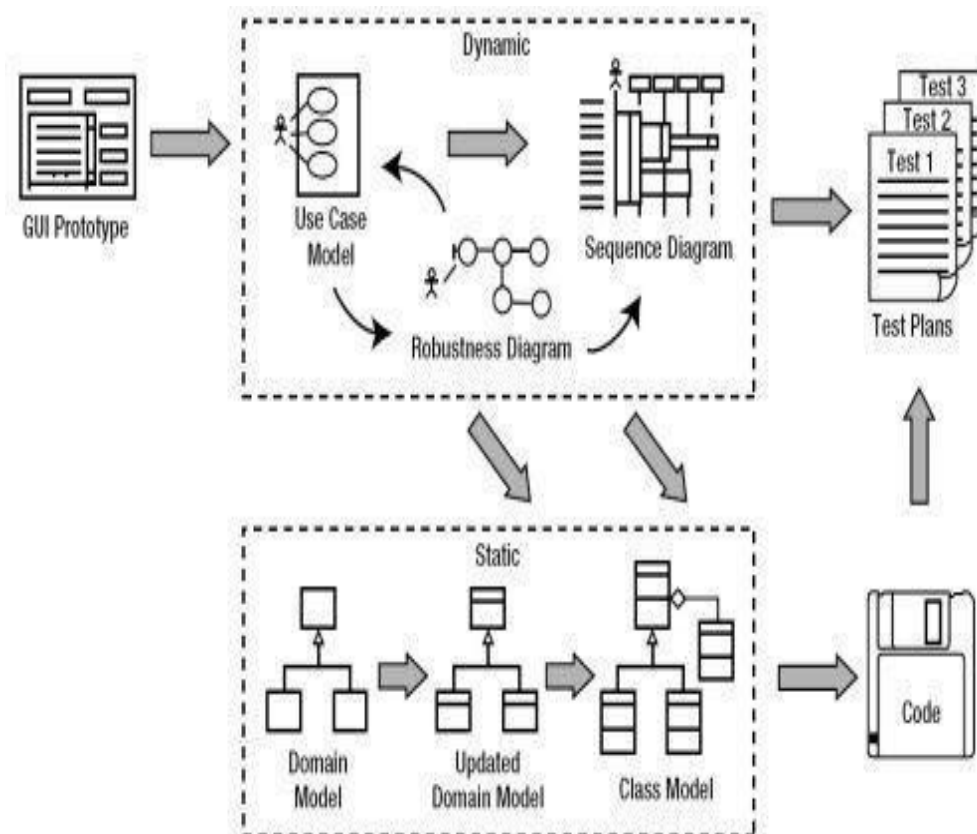 Dynamic
GUI Prototype
Use Case
Model
Sequence Diagram
Robustness Diagram
Test 3
Test 2
Test 1
Test Plans
Static
Domain
Model
Updated
Domain Model
Class Model
Code